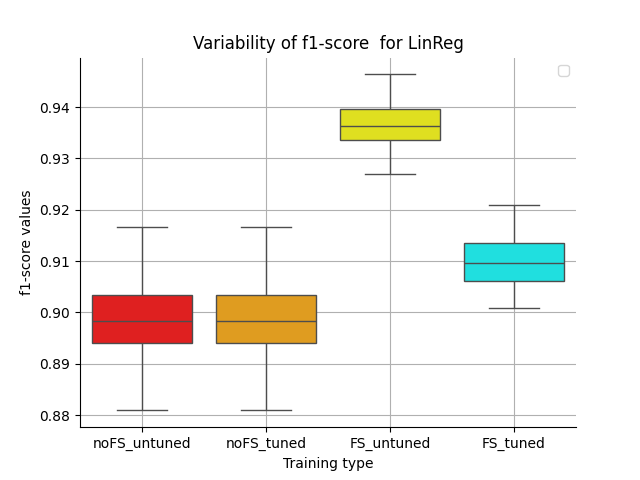 Variability of f1-score  for LinReg
0.94
0.93
0.92
0.91
0.90
0.89
0.88
f1-score values
noFS_untuned
noFS_tuned
FS_untuned
FS_tuned
Training type